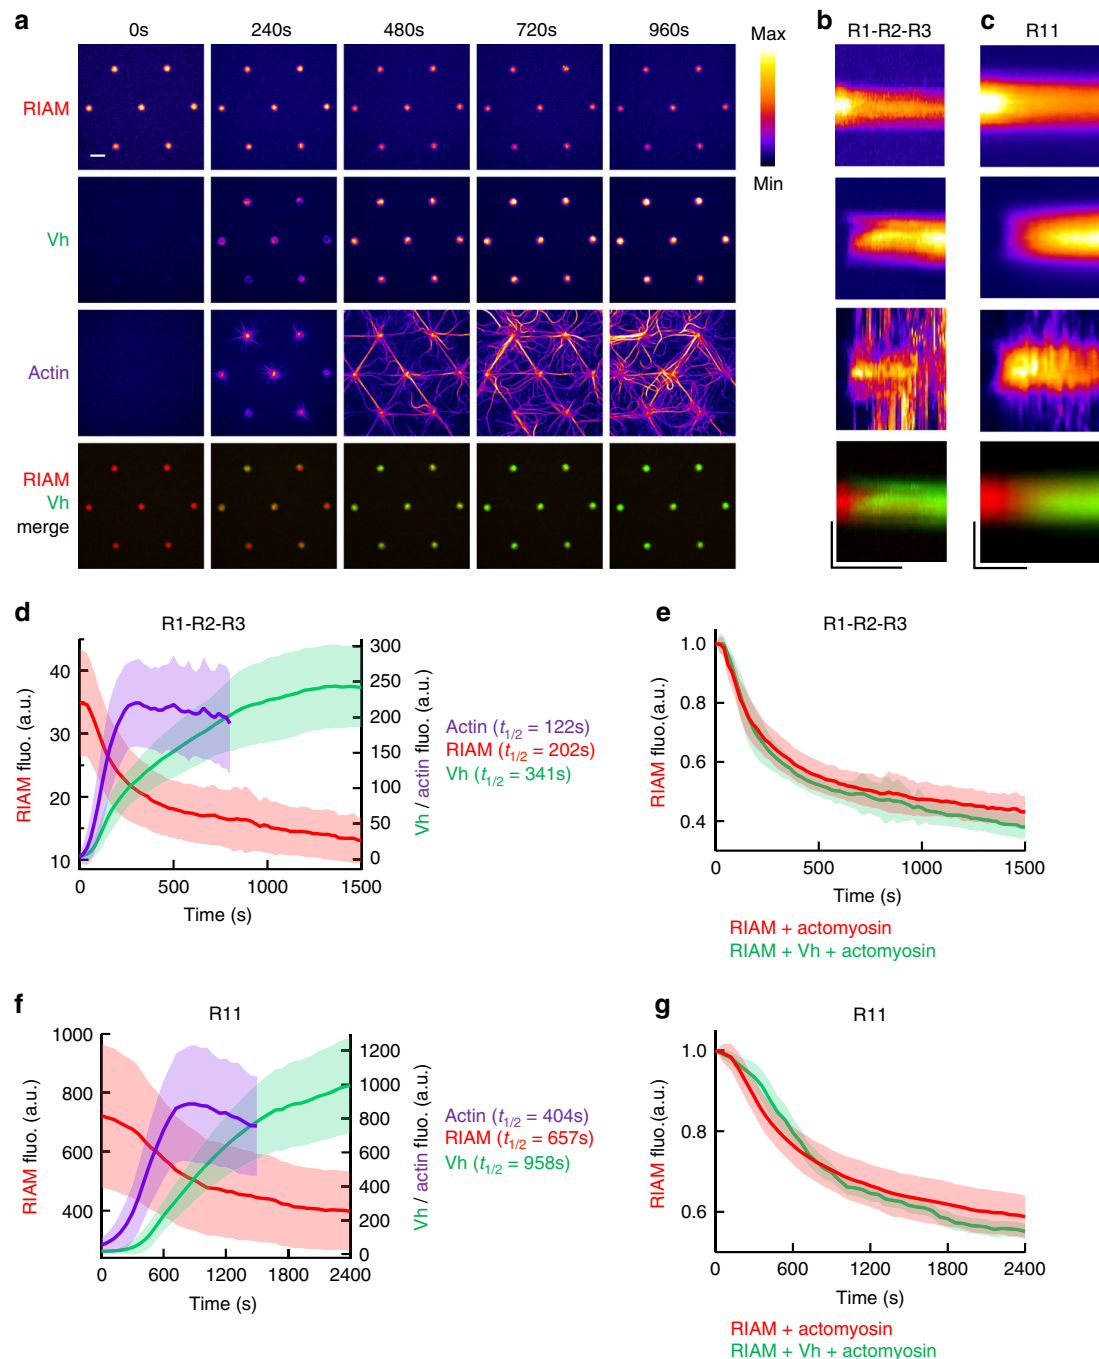 a
0s 240s 480s 720s 960s
Max
Min
RIAM
Vh
Actin
RIAM
Vh
merge
b
R1-R2-R3
c
R11
d
R1-R2-R3
RIAM fluo. (a.u.)
40
30
20
10
Vh / actin fluo. (a.u.)
300
250
200
150
100
50
0
0 500 1000 1500
Time (s)
Actin (t1/2 = 122s)
RIAM (t1/2 = 202s)
Vh (t1/2 = 341s)
e
R1-R2-R3
RIAM fluo.(a.u.)
1.0
0.8
0.6
0.4
0 500 1000 1500
Time (s)
RIAM + actomyosin
RIAM + Vh + actomyosin
f
R11
RIAM fluo. (a.u.)
1000
800
600
400
Vh / actin fluo. (a.u.)
1200
1000
800
600
400
200
0
0 600 1200 1800 2400
Time (s)
Actin (t1/2 = 404s)
RIAM (t1/2 = 657s)
Vh (t1/2 = 958s)
g
R11
RIAM fluo.(a.u.)
1.0
0.8
0.6
0 600 1200 1800 2400
Time (s)
RIAM + actomyosin
RIAM + Vh + actomyosin